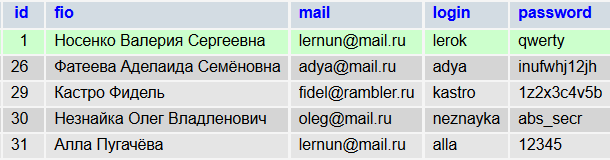 id fio mail login password
1 Носенко Валерия Сергеевна lernun@mail.ru lerok qwerty
26 Фатеева Аделаида Семёновна adya@mail.ru adya inufwhj12jh
29 Кастро Фидель fidel@rambler.ru kastro 1z2x3c4v5b
30 Незнайка Олег Владленович oleg@mail.ru neznayka abs_secr
31 Алла Пугачёва lernun@mail.ru alla 12345